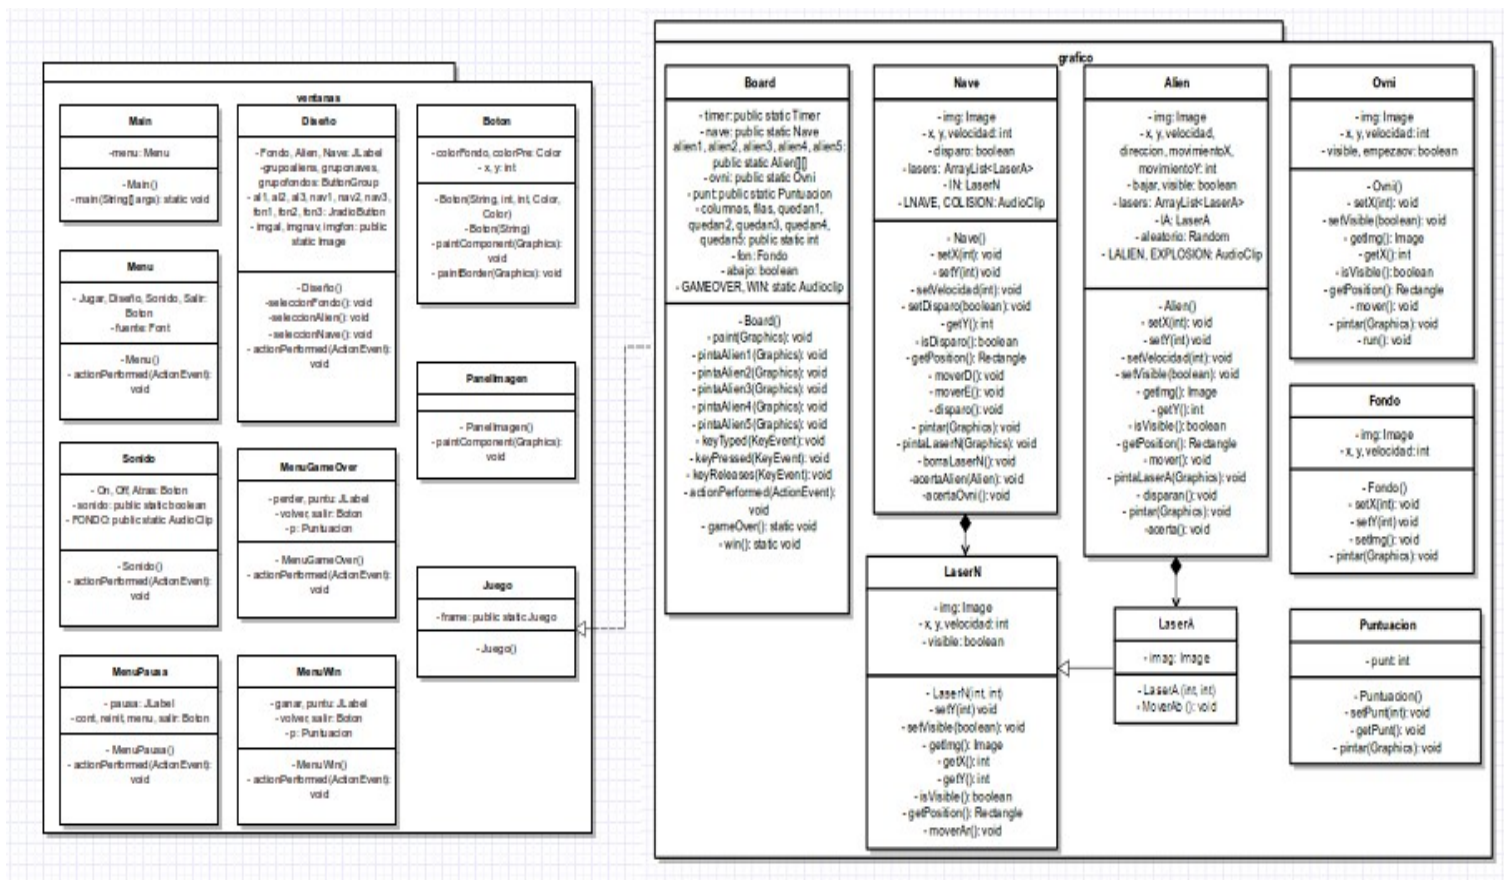 ventanas
Main
- menu: Menu
- Main()
- main(String[] args): static void
Menu
- Jugar, Diseño, Sonido, Salir:
Boton
- fuente: Font
- Menu()
- actionPerformed(ActionEvent):
void
Sonido
- On, Off, Atras: Boton
- sonido: public static boolean
- FONDO: public static AudioClip
- Sonido()
- actionPerformed(ActionEvent):
void
MenuPausa
- pausa: JLabel
- cont, reinit, menu, salir: Boton
- MenuPausa()
- actionPerformed(ActionEvent):
void
Diseño
- Fondo, Alien, Nave: JLabel
- grupoaliens, gruponaves,
grupofondos: ButtonGroup
- al1, al2, al3, nav1, nav2, nav3,
fon1, fon2, fon3: JradioButton
- imgal, imgnav, imgfon: public
static Image
- Diseño()
- seleccionFondo(): void
- seleccionAlien(): void
- seleccionNave(): void
- actionPerformed(ActionEvent):
void
MenuGameOver
- perder, puntu: JLabel
- volver, salir: Boton
- p: Puntuacion
- MenuGameOver()
- actionPerformed(ActionEvent):
void
MenuWin
- ganar, puntu: JLabel
- volver, salir: Boton
- p: Puntuacion
- MenuWin()
- actionPerformed(ActionEvent):
void
Boton
- colorFondo, colorPre: Color
- x, y: int
- Boton(String, int, int, Color,
Color)
- Boton(String)
- paintComponent(Graphics):
void
- paintBorder(Graphics): void
PanelImagen
- PanelImagen()
- paintComponent(Graphics):
void
Juego
- frame: public static Juego
- Juego()
grafico
Board
- timer: public static Timer
- nave: public static Nave
alien1, alien2, alien3, alien4, alien5:
public static Alien[][]
- ovni: public static Ovni
- punt: public static Puntuacion
- columnas, filas, quedan1,
quedan2, quedan3, quedan4,
quedan5: public static int
- fon: Fondo
- abajo: boolean
- GAMEOVER, WIN: static Audioclip
- Board()
- paint(Graphics): void
- pintaAlien1(Graphics): void
- pintaAlien2(Graphics): void
- pintaAlien3(Graphics): void
- pintaAlien4(Graphics): void
- pintaAlien5(Graphics): void
- keyTyped(KeyEvent): void
- keyPressed(KeyEvent): void
- keyReleases(KeyEvent): void
- actionPerformed(ActionEvent):
void
- gameOver(): static void
- win(): static void
Nave
- img: Image
- x, y, velocidad: int
- disparo: boolean
- lasers: ArrayList<LaserA>
- IN: LaserN
- LNAVE, COLISION: AudioClip
- Nave()
- setX(int): void
- setY(int) void
- setVelocidad(int): void
- setDisparo(boolean): void
- getY(): int
- isDisparo(): boolean
- getPosition(): Rectangle
- moverD(): void
- moverE(): void
- disparo(): void
- pintar(Graphics): void
- pintaLaserN(Graphics): void
- borraLaserN(): void
- acertaAlien(Alien): void
- acertaOvni(): void
LaserN
- img: Image
- x, y, velocidad: int
- visible: boolean
- LaserN(int, int)
- setY(int) void
- setVisible(boolean): void
- getImg(): Image
- getX(): int
- getY(): int
- isVisible(): boolean
- getPosition(): Rectangle
- moverAr(): void
Alien
- img: Image
- x, y, velocidad,
direccion, movimientoX,
movimientoY: int
- bajar, visible: boolean
- lasers: ArrayList<LaserA>
- IA: LaserA
- aleatorio: Random
- LALIEN, EXPLOSION: AudioClip
- Alien()
- setX(int): void
- setY(int) void
- setVelocidad(int): void
- setVisible(boolean): void
- getImg(): Image
- getY(): int
- isVisible(): boolean
- getPosition(): Rectangle
- mover(): void
- pintaLaserA(Graphics): void
- disparan(): void
- pintar(Graphics): void
- acerta(): void
LaserA
- imag: Image
- LaserA (int, int)
- MoverAb (): void
Ovni
- img: Image
- x, y, velocidad: int
- visible, empezaov: boolean
- Ovni()
- setX(int): void
- setVisible(boolean): void
- getImg(): Image
- getX(): int
- isVisible(): boolean
- getPosition(): Rectangle
- mover(): void
- pintar(Graphics): void
- run(): void
Fondo
- img: Image
- x, y, velocidad: int
- Fondo()
- setX(int): void
- setY(int) void
- setImg(): void
- pintar(Graphics): void
Puntuacion
- punt: int
- Puntuacion()
- setPunt(int): void
- getPunt(): void
- pintar(Graphics): void